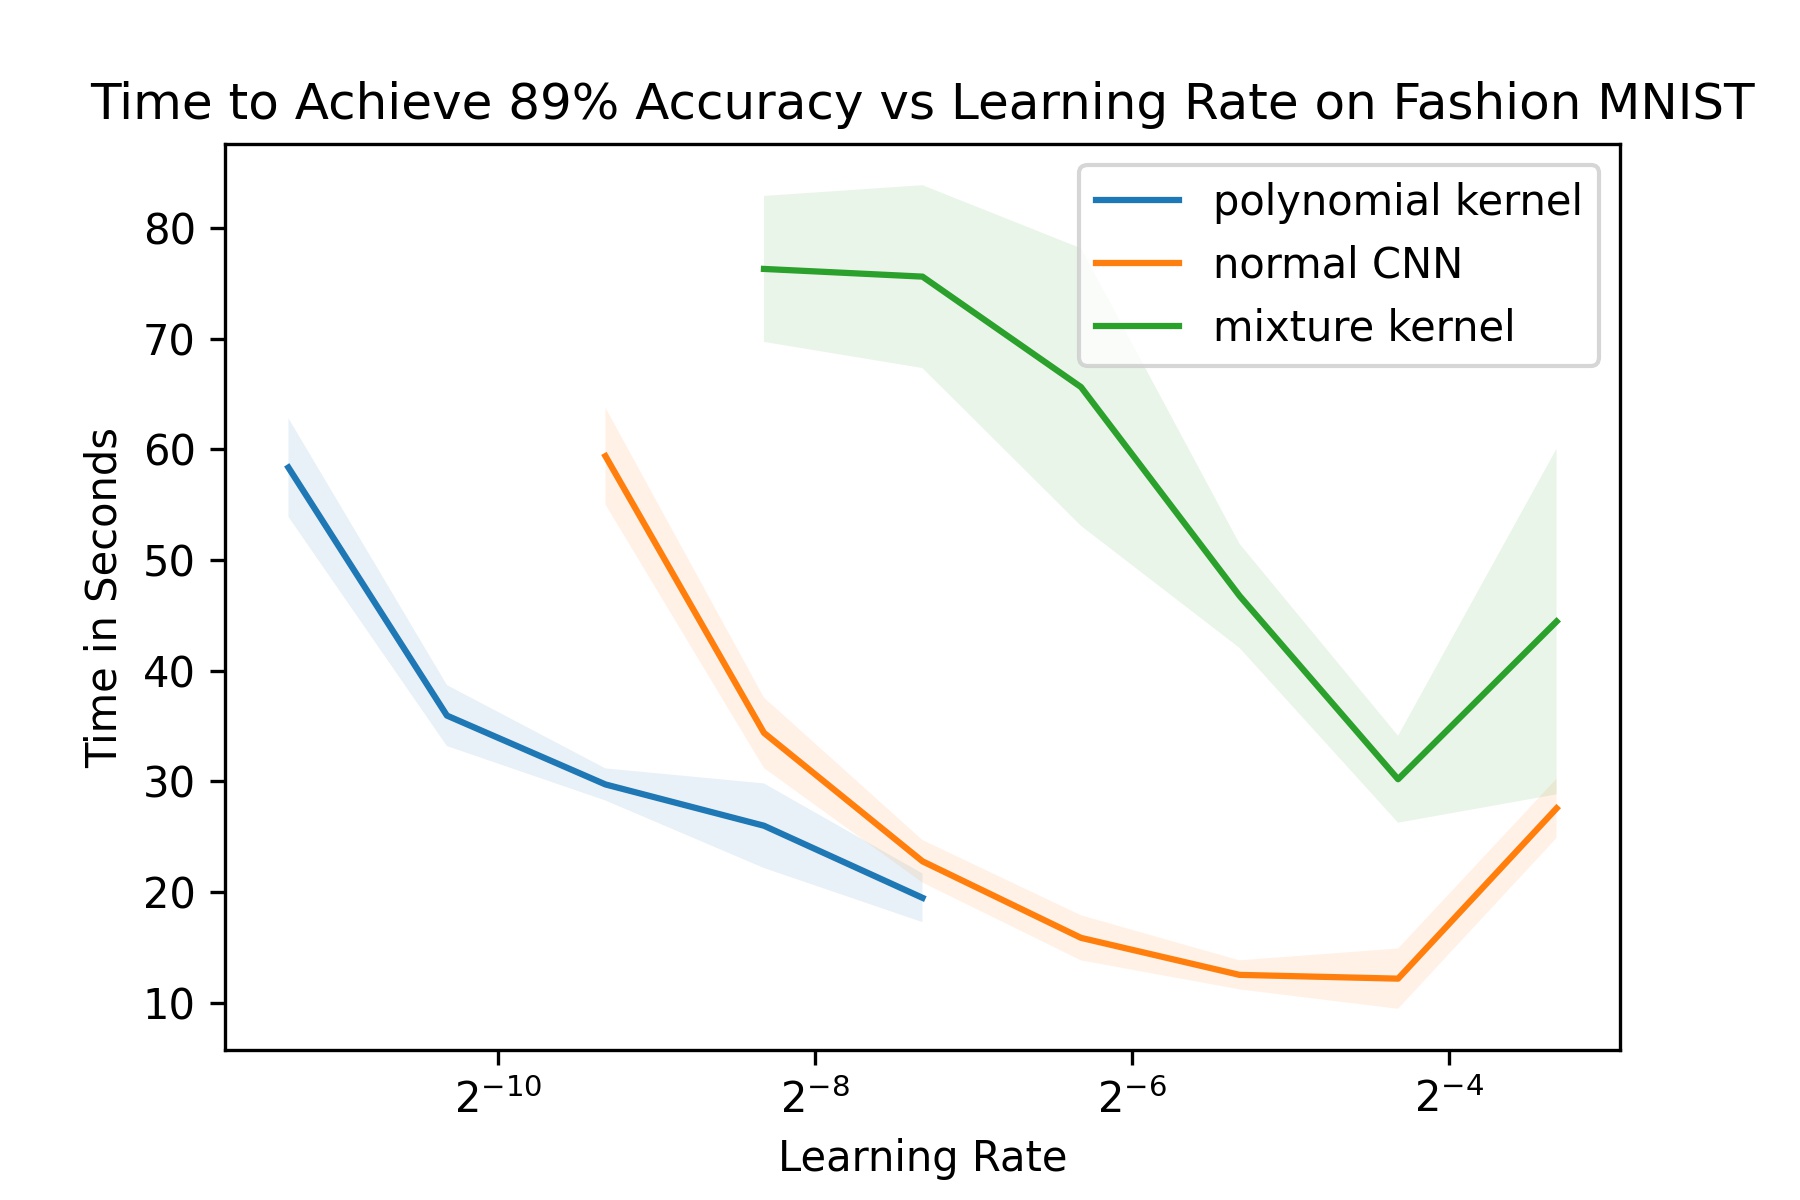 Time to Achieve 89% Accuracy vs Learning Rate on Fashion MNIST
polynomial kernel
normal CNN
mixture kernel
Time in Seconds
80
70
60
50
40
30
20
10
2⁻¹⁰ 2⁻⁸ 2⁻⁶ 2⁻⁴
Learning Rate